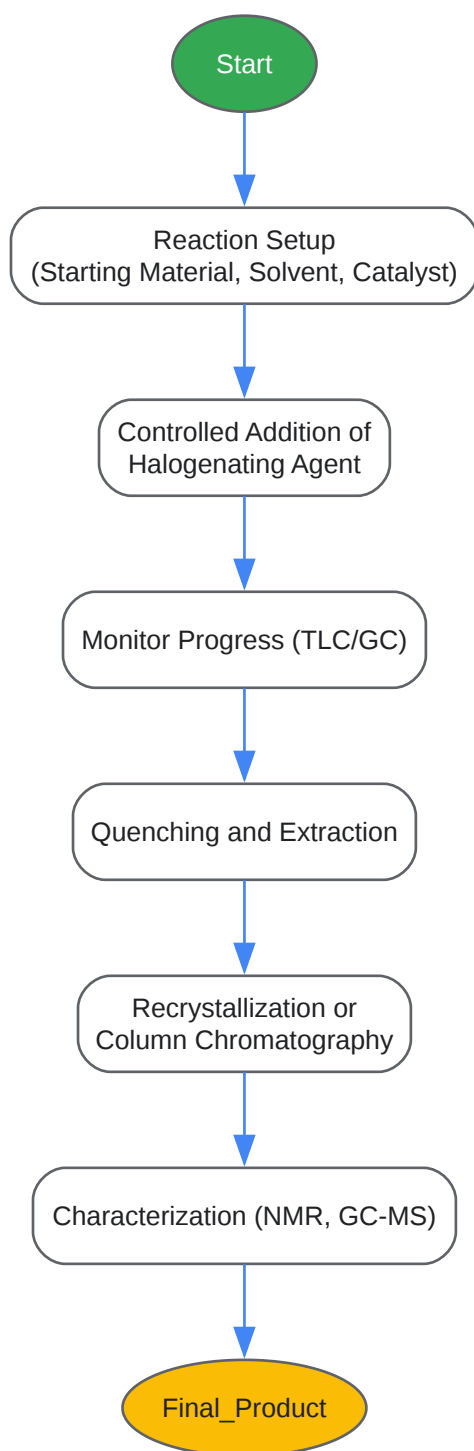 Start
Reaction Setup
(Starting Material, Solvent, Catalyst)
Controlled Addition of
Halogenating Agent
Monitor Progress (TLC/GC)
Quenching and Extraction
Recrystallization or
Column Chromatography
Characterization (NMR, GC-MS)
Final_Product